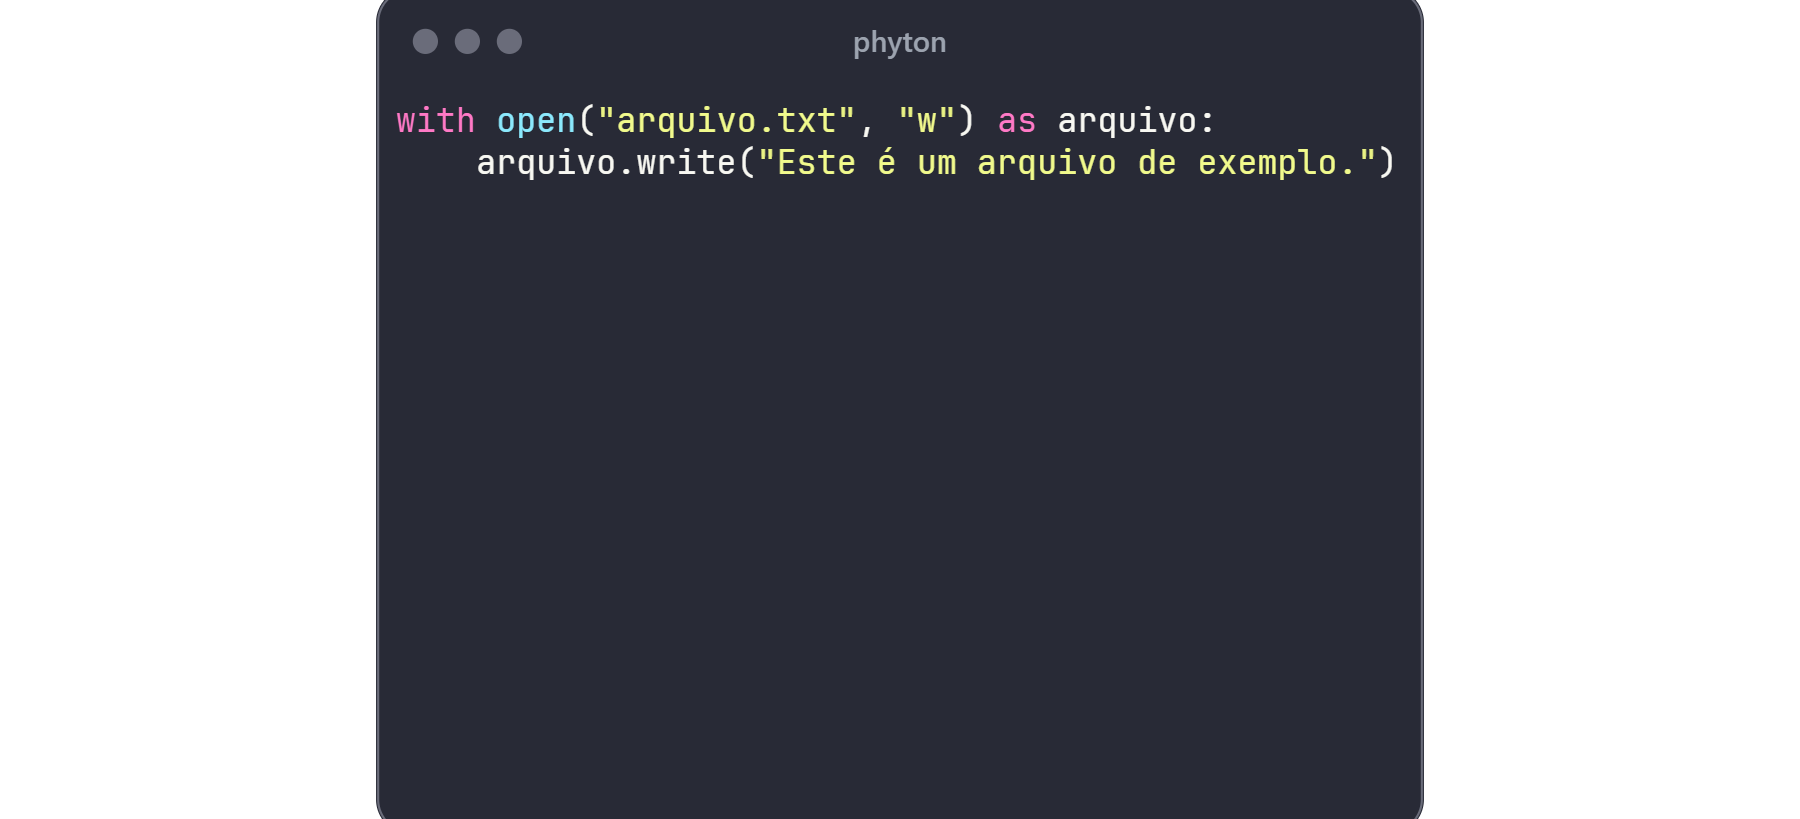 phyton
with open("arquivo.txt", "w") as arquivo:
    arquivo.write("Este é um arquivo de exemplo.")